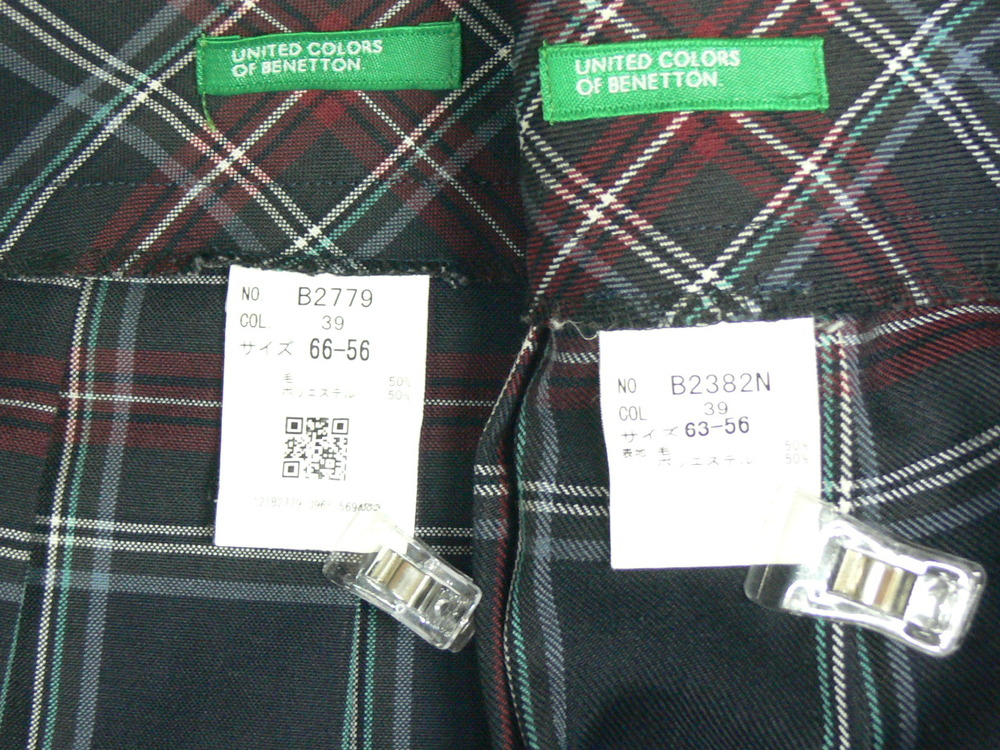 UNITED COLORS
OF BENETTON.
NO. B2779
COL. 39
サイズ 66-56
毛 50%
ポリエステル 50%
UNITED COLORS
OF BENETTON.
NO B2382N
COL 39
サイズ 63-56
表地 毛 50%
ポリエステル 50%